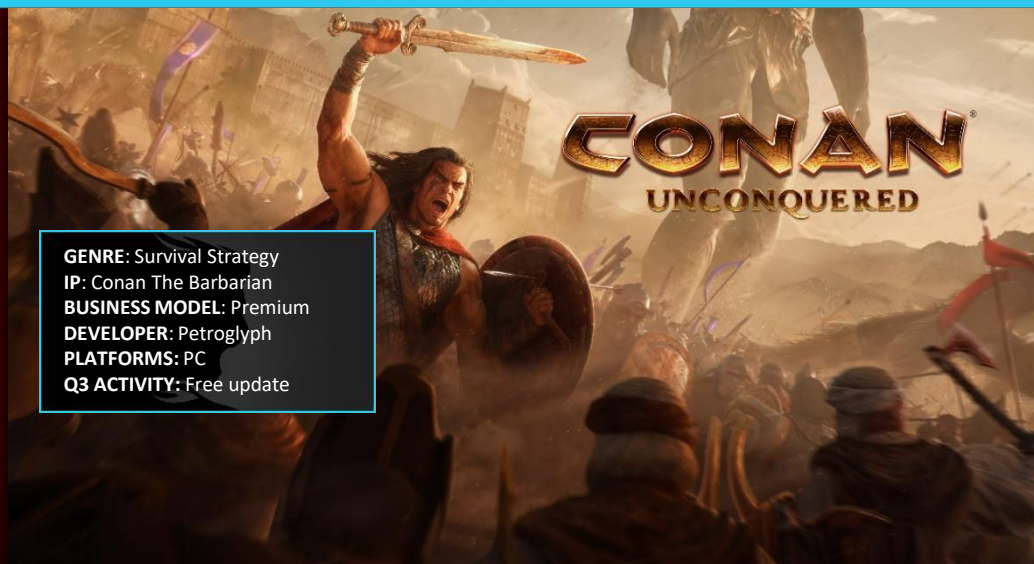 CONAN®
UNCONQUERED
GENRE: Survival Strategy
IP: Conan The Barbarian
BUSINESS MODEL: Premium
DEVELOPER: Petroglyph
PLATFORMS: PC
Q3 ACTIVITY: Free update